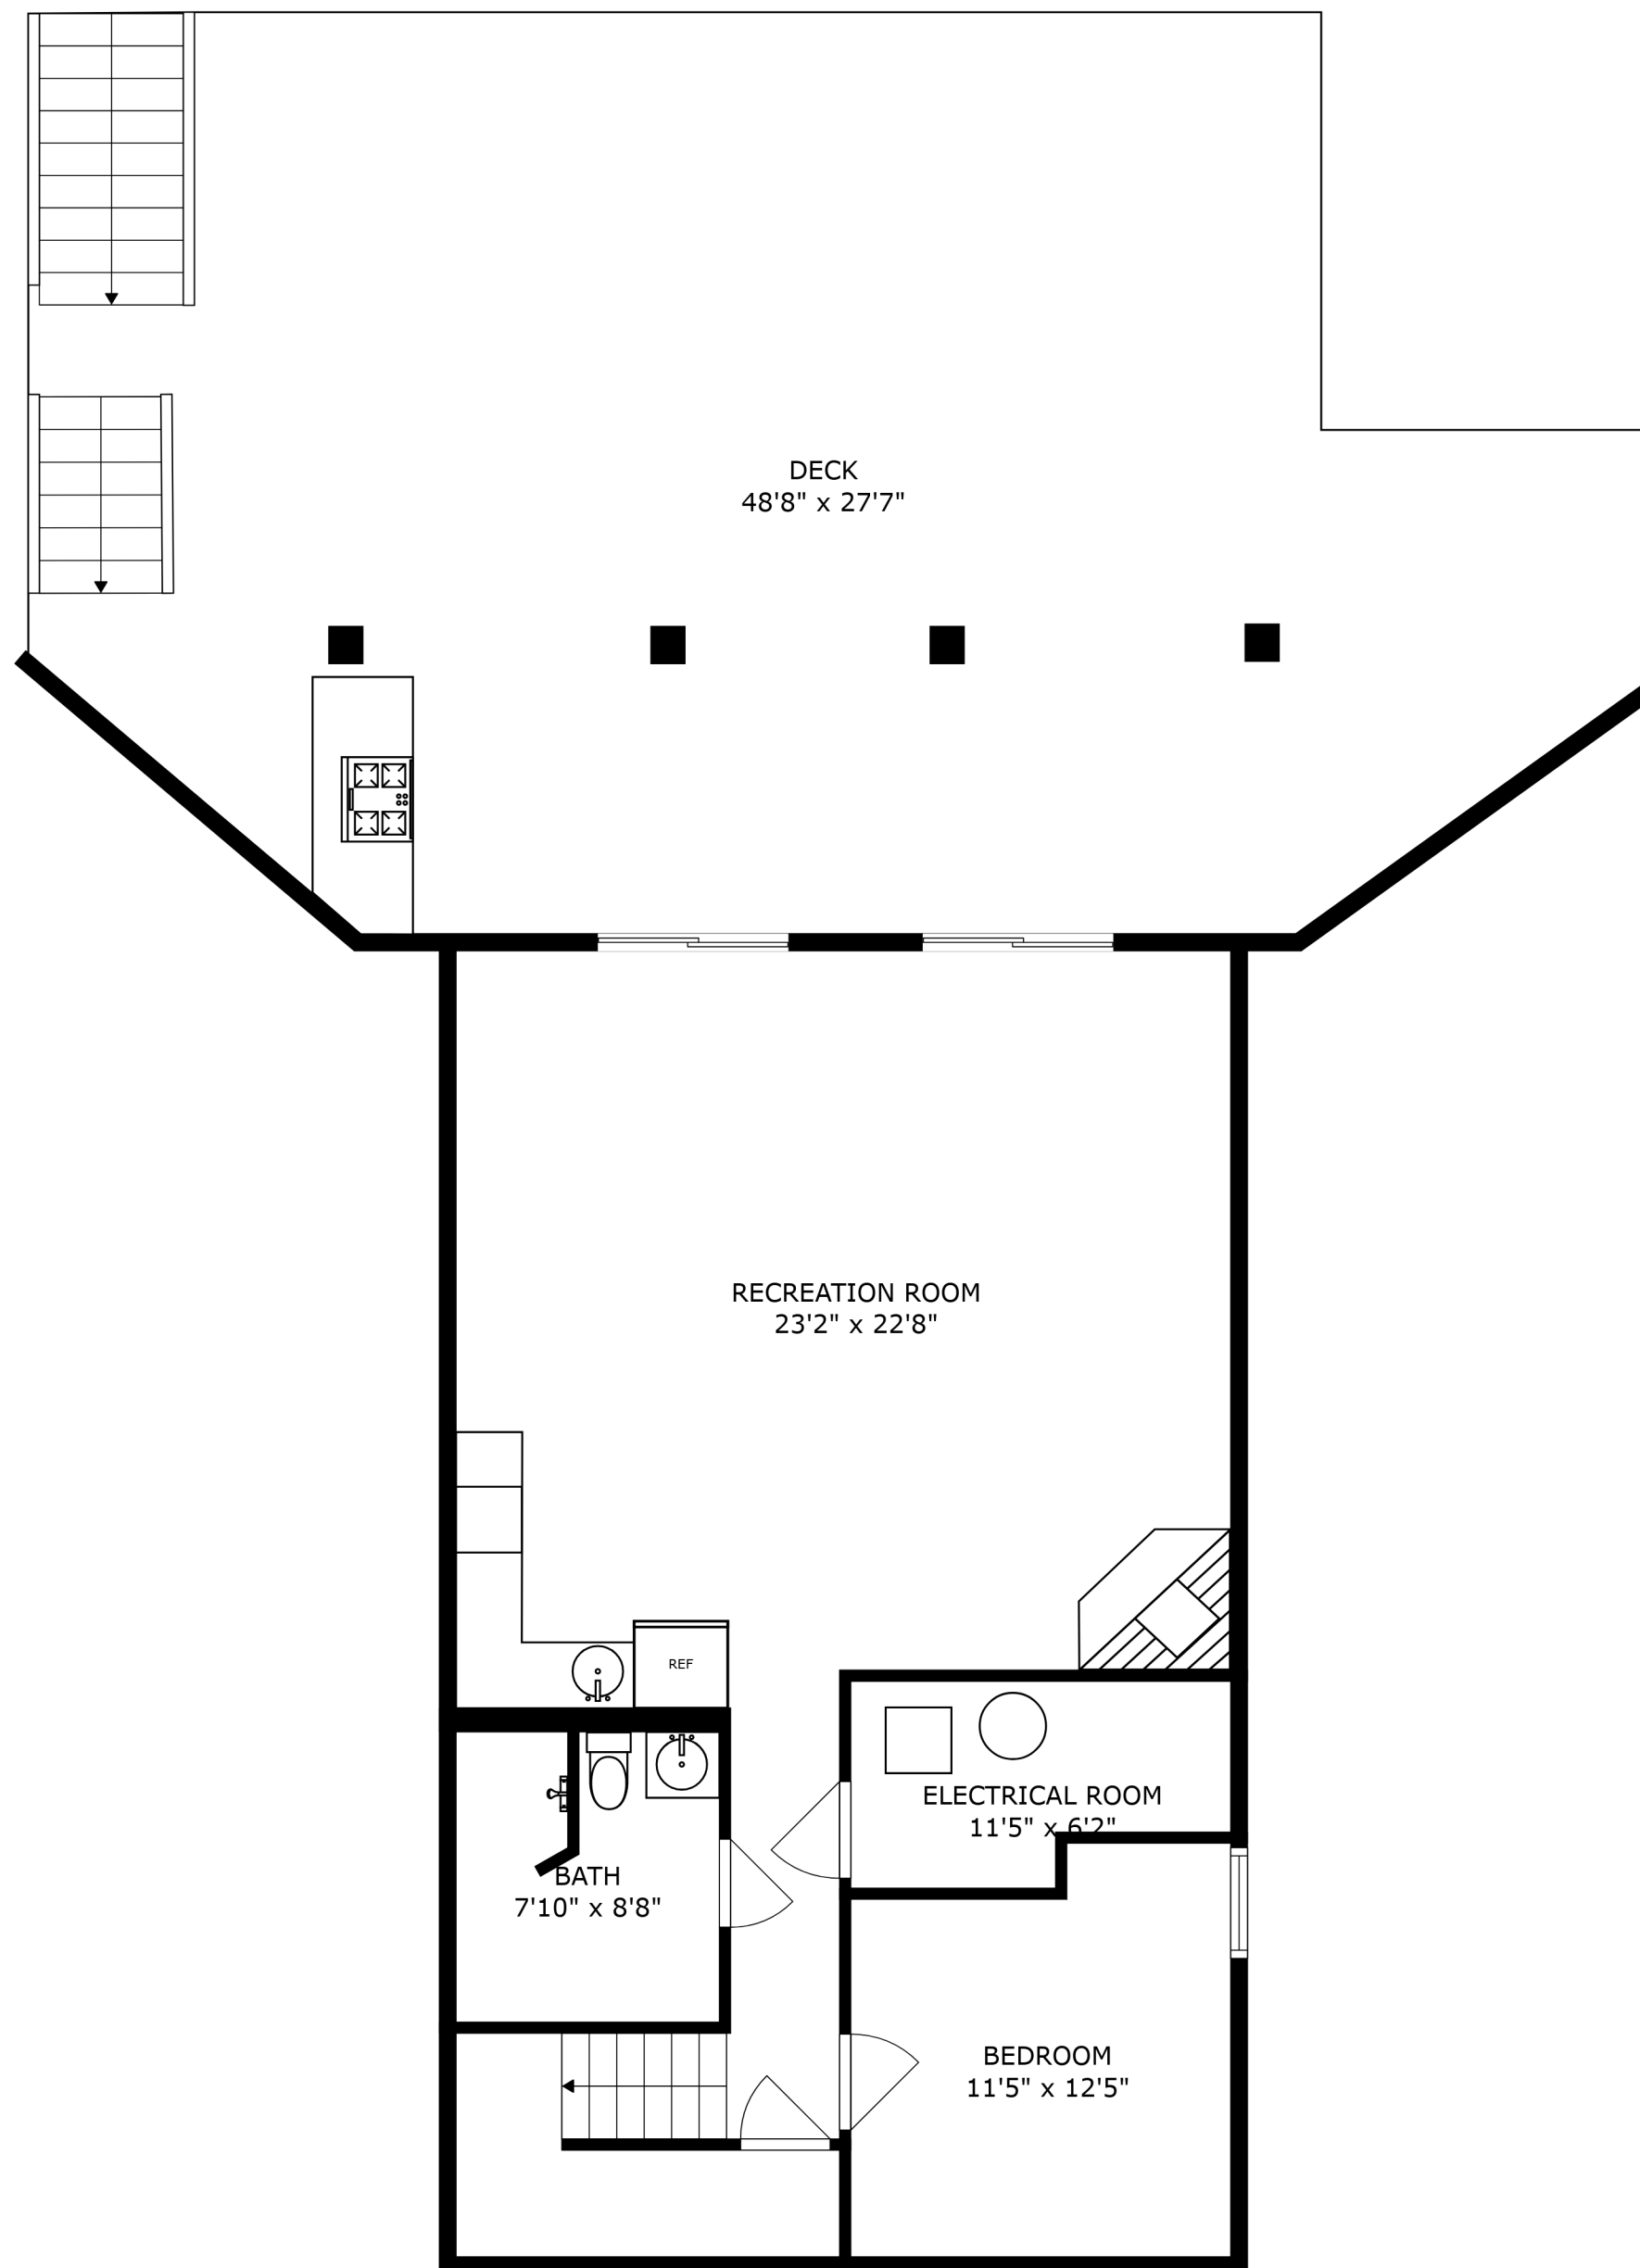 DECK
48'8" x 27'7"
RECREATION ROOM
23'2" x 22'8"
REF
ELECTRICAL ROOM
11'5" x 6'2"
BATH
7'10" x 8'8"
BEDROOM
11'5" x 12'5"